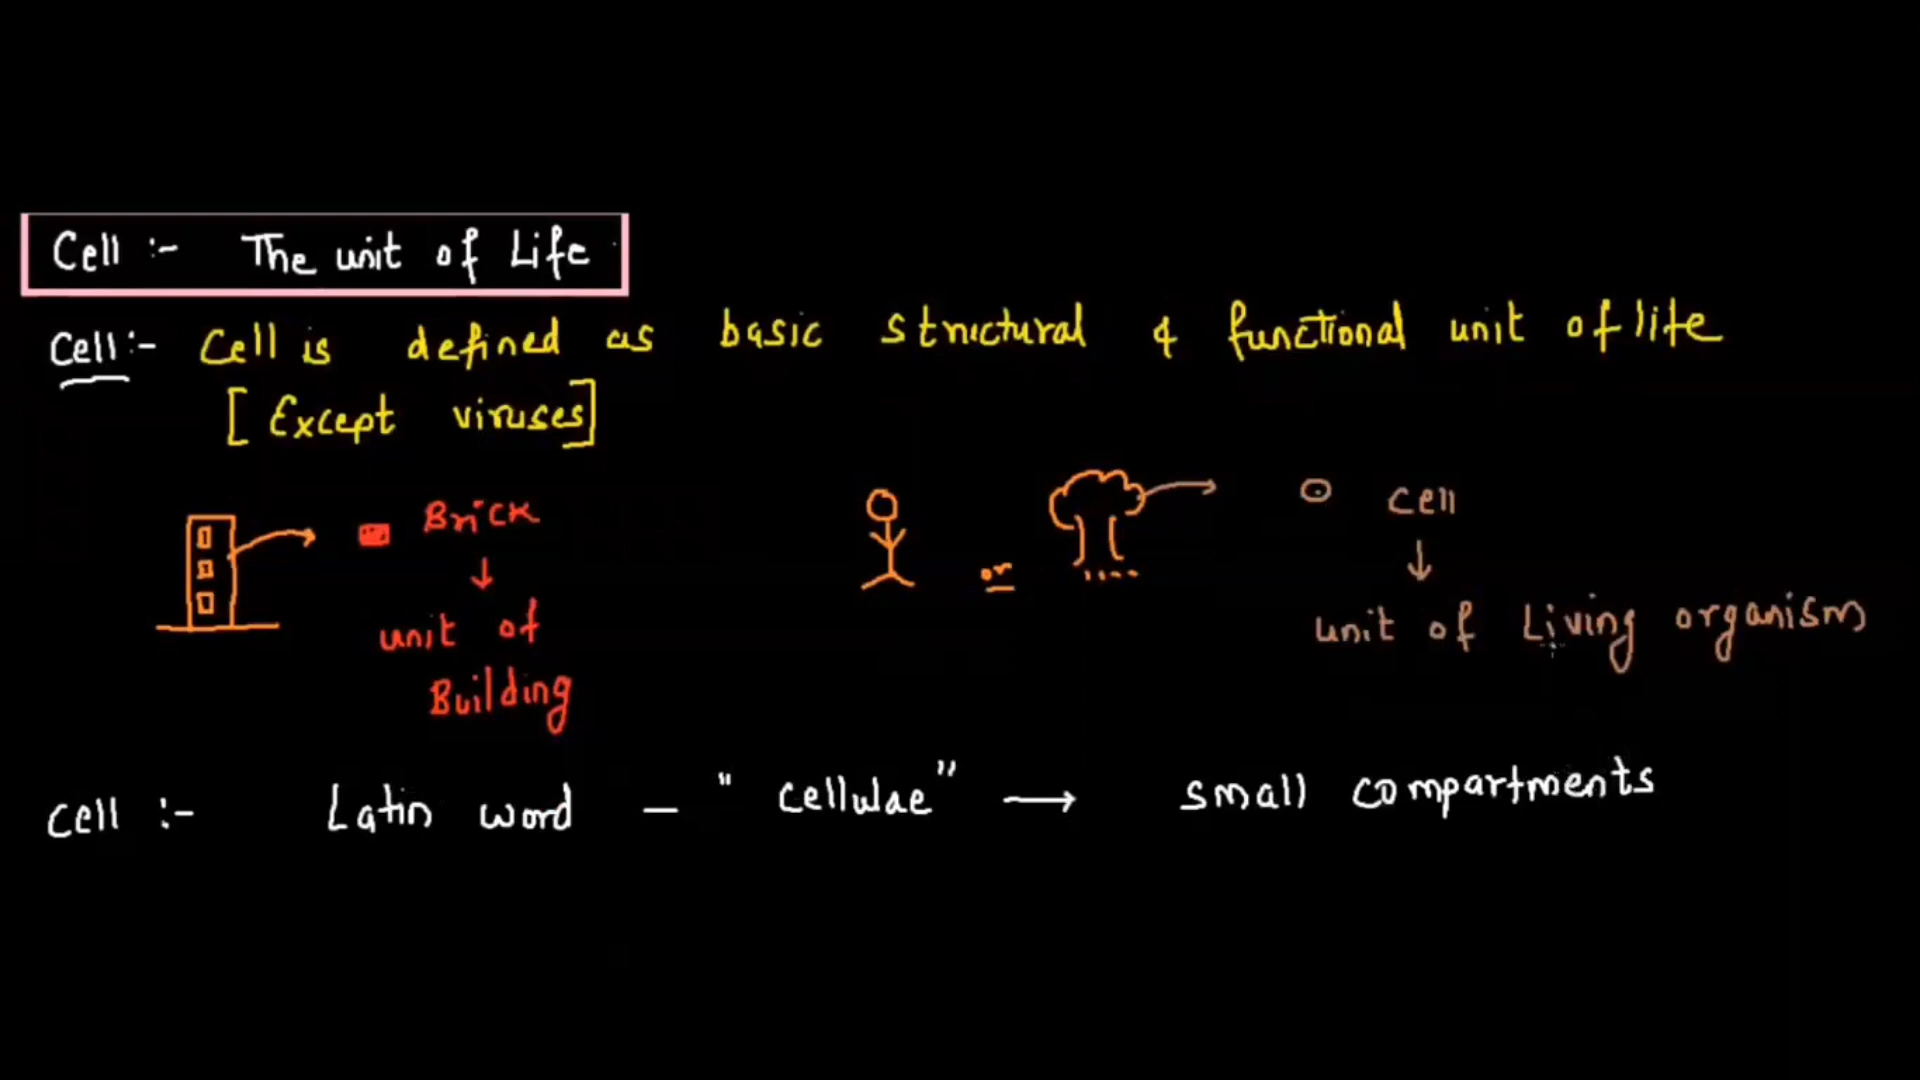 Cell :- The unit of Life
Cell :- Cell is defined as basic structural & functional unit of life
[Except viruses]
Brick
unit of
Building
or
cell
unit of Living organism
cell :- Latin word - "cellulae" → small compartments